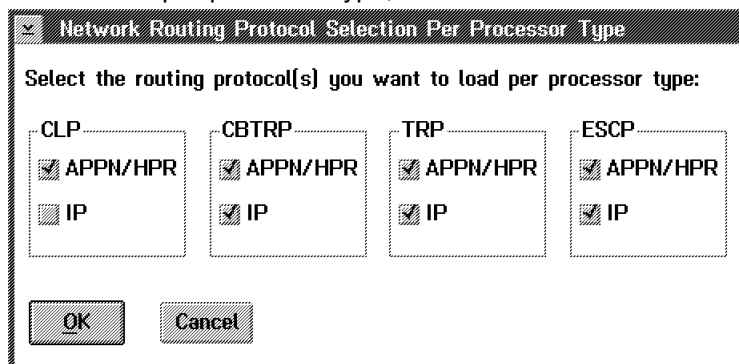 Network Routing Protocol Selection Per Processor Type
Select the routing protocol(s) you want to load per processor type:
CLP CBTRP TRP ESCP
APPN/HPR APPN/HPR APPN/HPR APPN/HPR
IP IP IP IP
OK Cancel